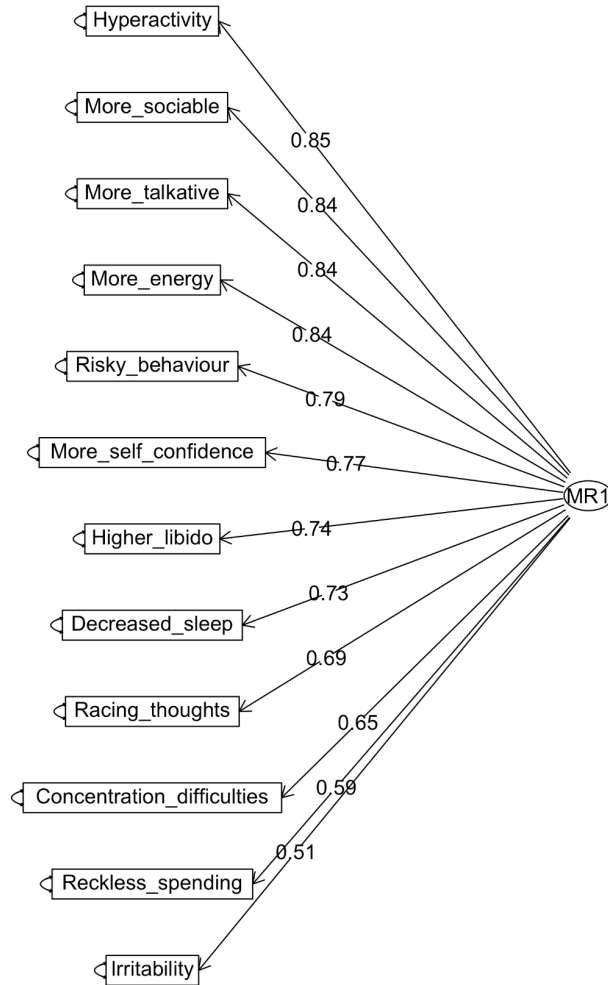 Hyperactivity
0.85
More_sociable
0.84
More_talkative
0.84
More_energy
0.84
Risky_behaviour
0.79
More_self_confidence
0.77
MR1
Higher_libido
0.74
Decreased_sleep
0.73
Racing_thoughts
0.69
Concentration_difficulties
0.65
Reckless_spending
0.59
Irritability
0.51